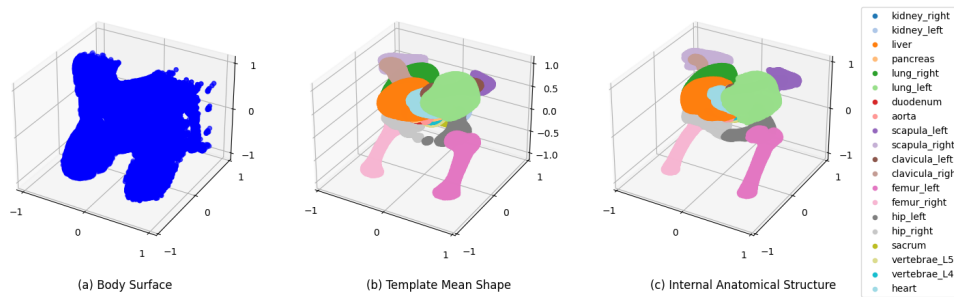 1
0
−1
1
0
−1
−1
0
1
(a) Body Surface
1.0
0.5
0.0
−0.5
−1.0
1
0
−1
−1
0
1
(b) Template Mean Shape
1
0
−1
1
0
−1
−1
0
1
(c) Internal Anatomical Structure
kidney_right
kidney_left
liver
pancreas
lung_right
lung_left
duodenum
aorta
scapula_left
scapula_right
clavicula_left
clavicula_right
femur_left
femur_right
hip_left
hip_right
sacrum
vertebrae_L5
vertebrae_L4
heart